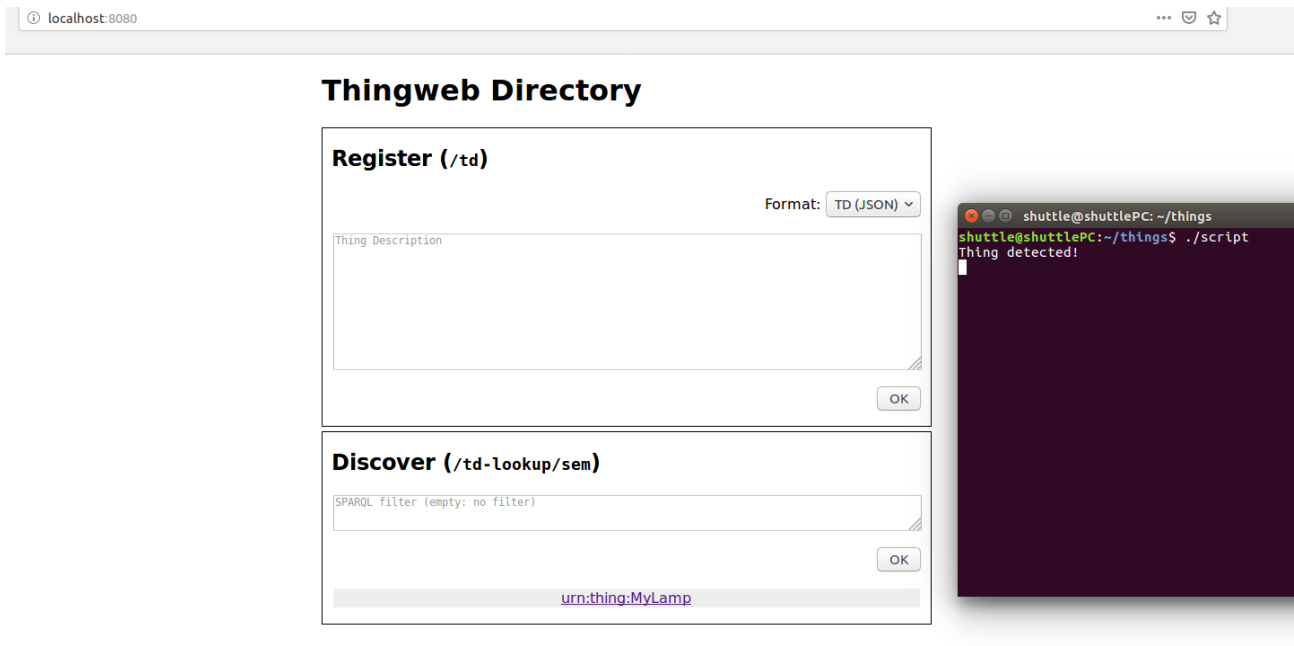 localhost:8080
Thingweb Directory
Register (/td)
Format: TD (JSON)
Thing Description
OK
Discover (/td-lookup/sem)
SPARQL filter (empty: no filter)
OK
urn:thing:MyLamp
shuttle@shuttlePC: ~/things
shuttle@shuttlePC:~/things$ ./script
Thing detected!